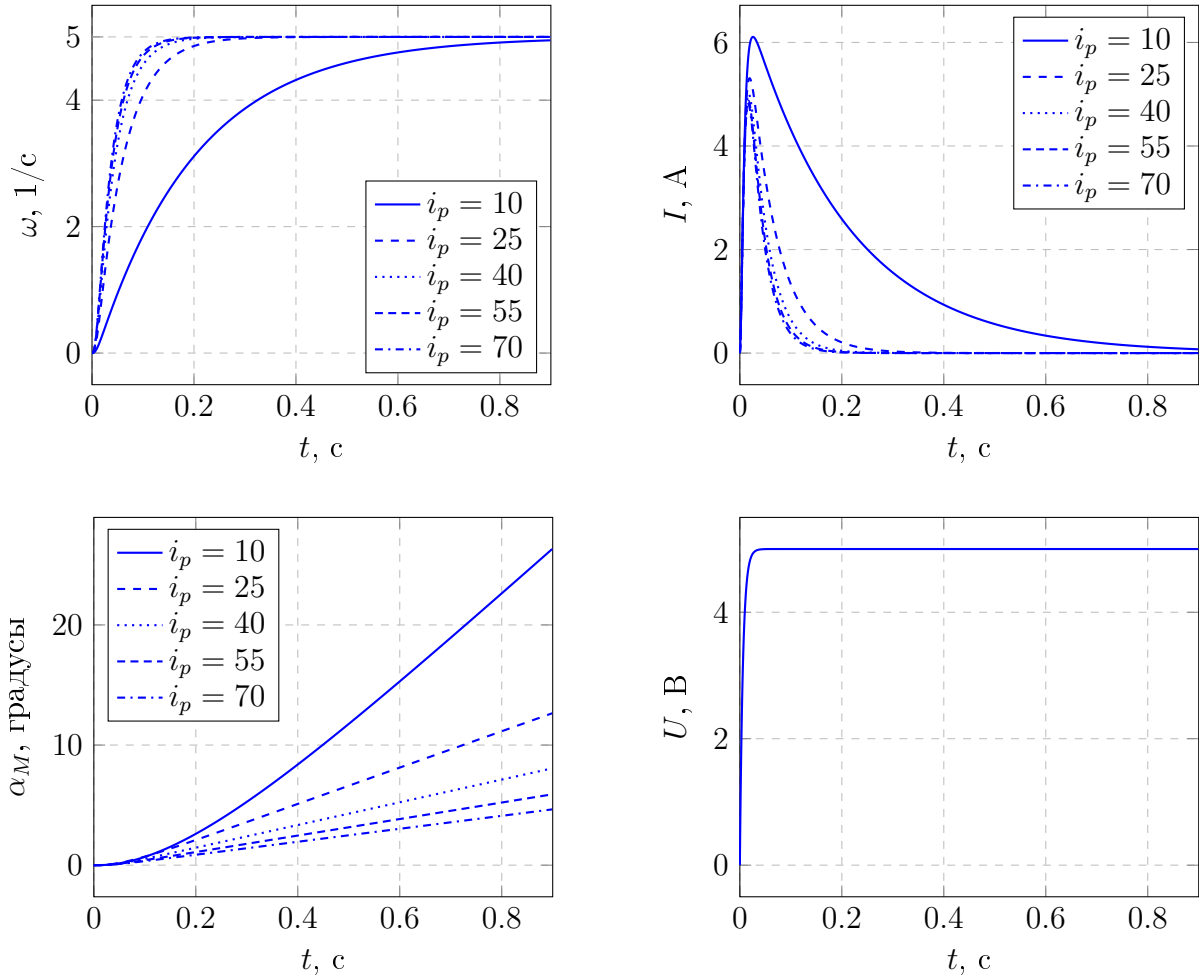 ω, 1/с
5
4
2
0
i_p = 10
i_p = 25
i_p = 40
i_p = 55
i_p = 70
0 0.2 0.4 0.6 0.8
t, с
I, А
6
4
2
0
i_p = 10
i_p = 25
i_p = 40
i_p = 55
i_p = 70
0 0.2 0.4 0.6 0.8
t, с
α_M, градусы
20
10
0
i_p = 10
i_p = 25
i_p = 40
i_p = 55
i_p = 70
0 0.2 0.4 0.6 0.8
t, с
U, В
4
2
0
0 0.2 0.4 0.6 0.8
t, с